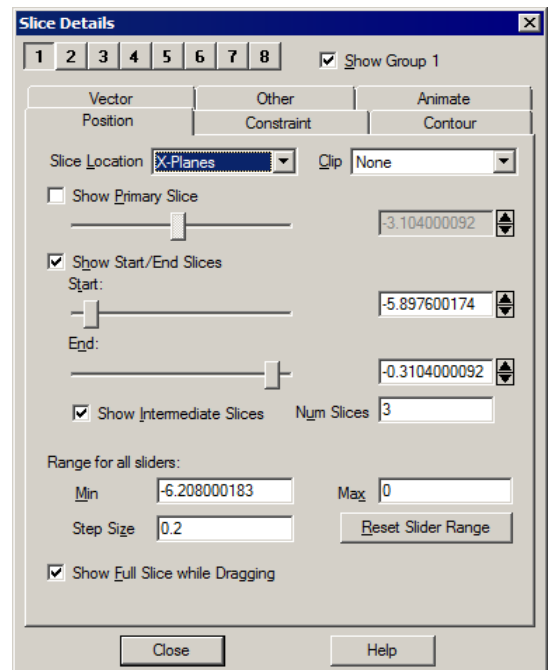 Slice Details
1 2 3 4 5 6 7 8 Show Group 1
Vector Other Animate
Position Constraint Contour
Slice Location X-Planes Clip None
Show Primary Slice
-3.104000092
Show Start/End Slices
Start:
-5.897600174
End:
-0.3104000092
Show Intermediate Slices Num Slices 3
Range for all sliders:
Min -6.208000183 Max 0
Step Size 0.2 Reset Slider Range
Show Full Slice while Dragging
Close Help